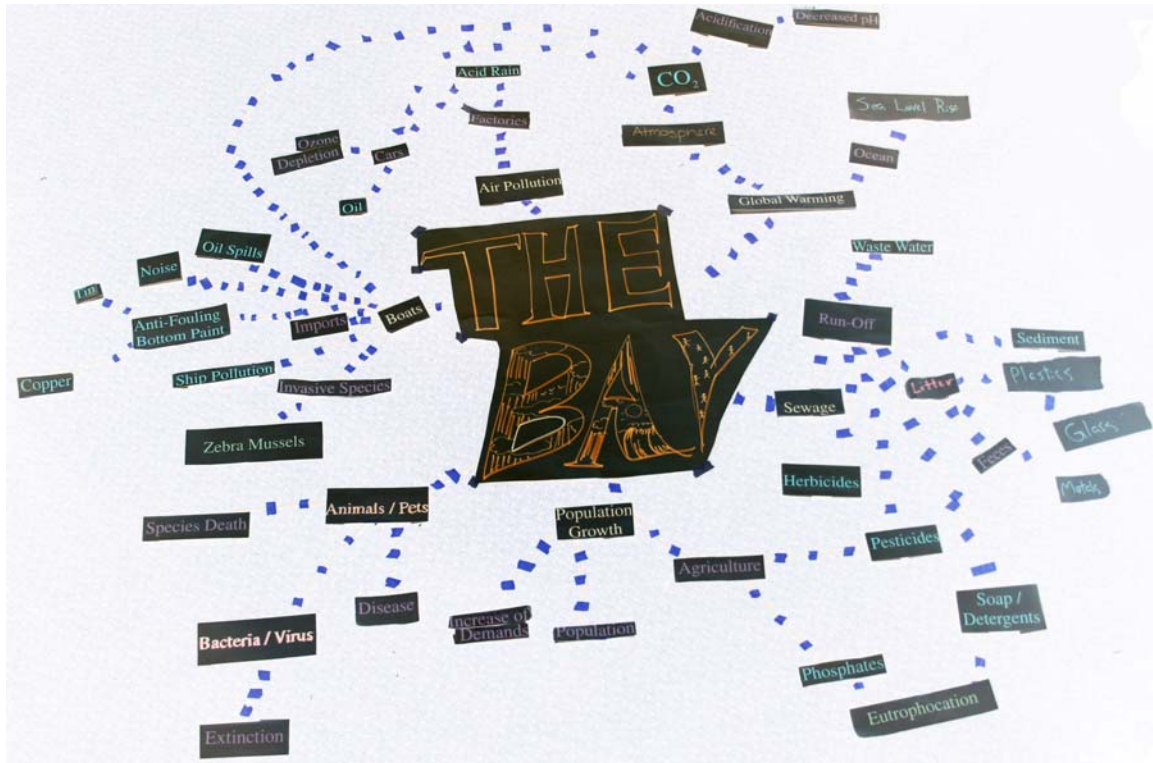 Acidification
Decreased pH
Acid Rain
CO₂
Sea Level Rise
Factories
Atmosphere
Ozone
Depletion
Cars
Ocean
Air Pollution
Oil
Global Warming
THE
BAY
Oil Spills
Waste Water
Noise
Tin
Anti-Fouling
Bottom Paint
Imports
Boats
Run-Off
Sediment
Copper
Ship Pollution
Invasive Species
Litter
Plastics
Sewage
Glass
Zebra Mussels
Feces
Herbicides
Metals
Species Death
Animals / Pets
Population
Growth
Pesticides
Agriculture
Disease
Increase of
Demands
Population
Soap /
Detergents
Bacteria / Virus
Phosphates
Eutrophocation
Extinction